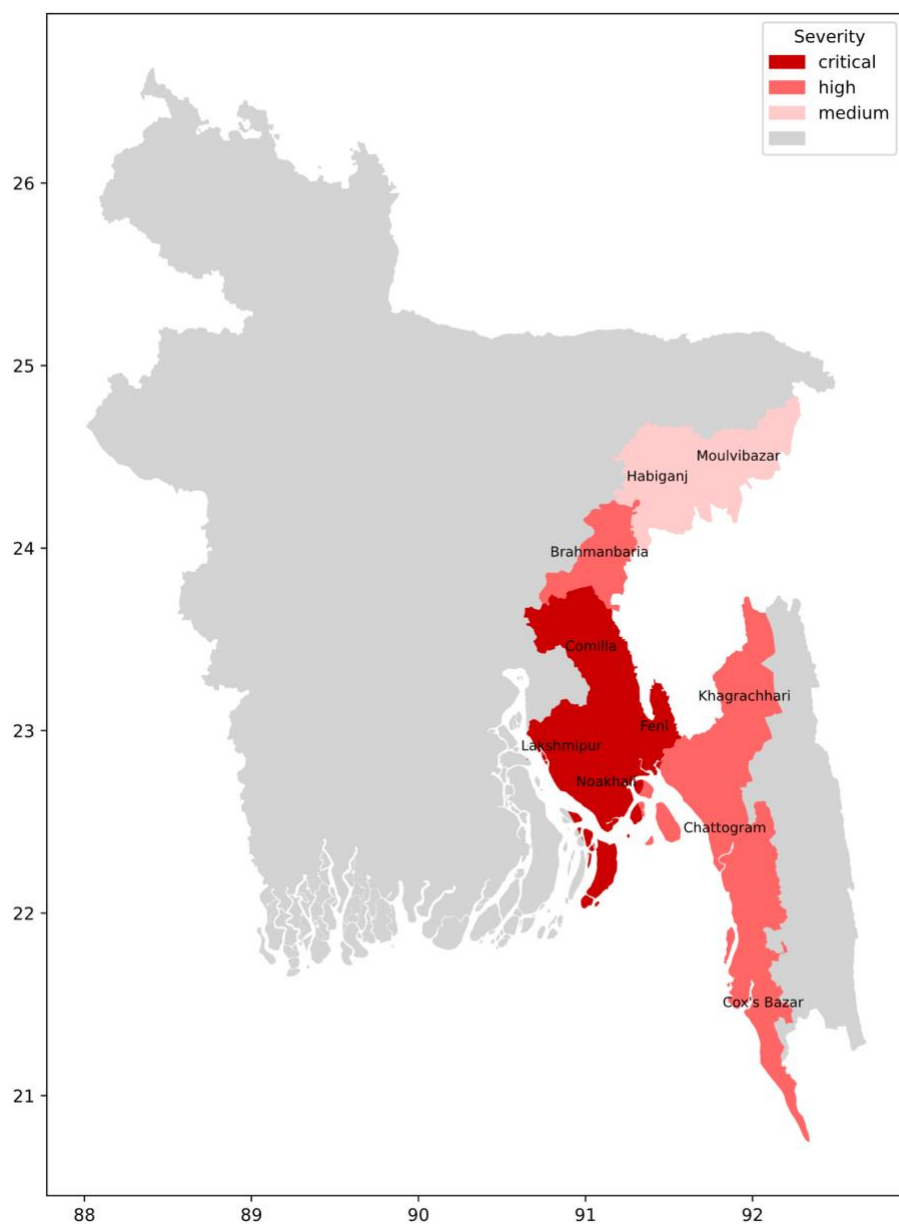 Severity
critical
high
medium
26
25
24
23
22
21
Moulvibazar
Habiganj
Brahmanbaria
Comilla
Khagrachhari
Feni
Lakshmipur
Noakhali
Chattogram
Cox's Bazar
88 89 90 91 92